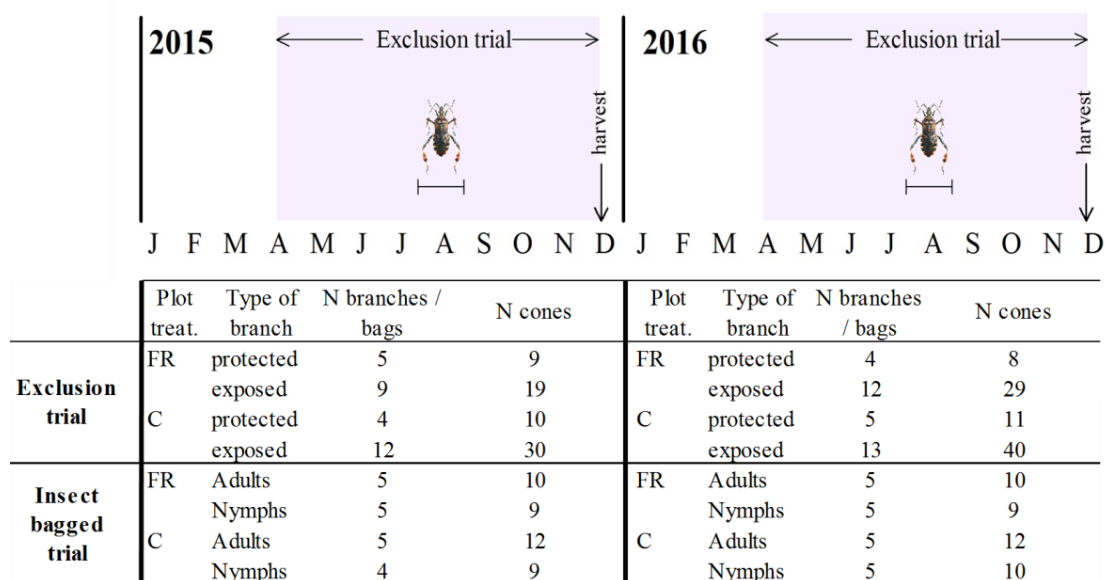 2015 Exclusion trial 2016 Exclusion trial
harvest harvest
J F M A M J J A S O N D J F M A M J J A S O N D
Plot treat. Type of branch N branches / bags N cones Plot treat. Type of branch N branches / bags N cones
Exclusion trial
FR protected 5 9 FR protected 4 8
exposed 9 19 exposed 12 29
C protected 4 10 C protected 5 11
exposed 12 30 exposed 13 40
Insect bagged trial
FR Adults 5 10 FR Adults 5 10
Nymphs 5 9 Nymphs 5 9
C Adults 5 12 C Adults 5 12
Nymphs 4 9 Nymphs 5 10